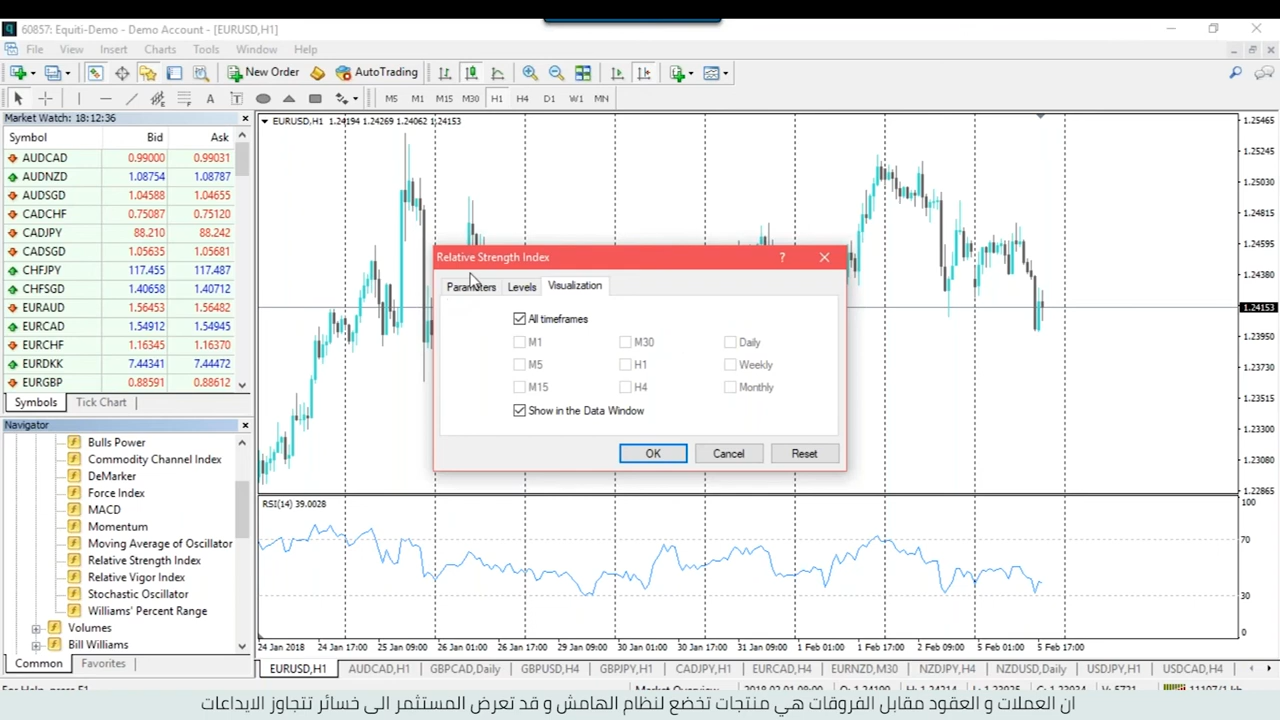 60857: Equiti-Demo - Demo Account - [EURUSD,H1]
File View Insert Charts Tools Window Help
New Order AutoTrading
A T M1 M5 M15 M30 H1 H4 D1 W1 MN
Market Watch: 18:12:36
Symbol Bid Ask
AUDCAD 0.99000 0.99031
AUDNZD 1.08754 1.08787
AUDSGD 1.04588 1.04655
CADCHF 0.75087 0.75120
CADJPY 88.210 88.242
CADSGD 1.05635 1.05681
CHFJPY 117.455 117.487
CHFSGD 1.40658 1.40712
EURAUD 1.56453 1.56482
EURCAD 1.54912 1.54945
EURCHF 1.16345 1.16370
EURDKK 7.44341 7.44472
EURGBP 0.88591 0.88612
Symbols Tick Chart
Navigator
Bulls Power
Commodity Channel Index
DeMarker
Force Index
MACD
Momentum
Moving Average of Oscillator
Relative Strength Index
Relative Vigor Index
Stochastic Oscillator
Williams' Percent Range
Volumes
Bill Williams
Common Favorites
EURUSD,H1 1.24194 1.24269 1.24062 1.24153
1.25465
1.25245
1.25030
1.24815
1.24595
1.24380
1.24153
1.23950
1.23730
1.23515
1.23300
1.23080
1.22865
Relative Strength Index
Parameters Levels Visualization
All timeframes
M1 M30 Daily
M5 H1 Weekly
M15 H4 Monthly
Show in the Data Window
OK Cancel Reset
RSI(14) 39.0028
100
70
30
0
24 Jan 2018 24 Jan 17:00 25 Jan 09:00 26 Jan 01:00 26 Jan 17:00 29 Jan 09:00 30 Jan 01:00 30 Jan 17:00 31 Jan 09:00 1 Feb 01:00 1 Feb 17:00 2 Feb 09:00 5 Feb 01:00 5 Feb 17:00
EURUSD,H1 AUDCAD,H1 GBPCAD,Daily GBPUSD,H4 GBPJPY,H1 CADJPY,H1 EURCAD,H4 EURNZD,M30 NZDJPY,H4 NZDUSD,Daily USDJPY,H1 USDCAD,H4
ان العملات و العقود مقابل الفروقات هي منتجات تخضع لنظام الهامش و قد تعرض المستثمر الى خسائر تتجاوز الايداعات